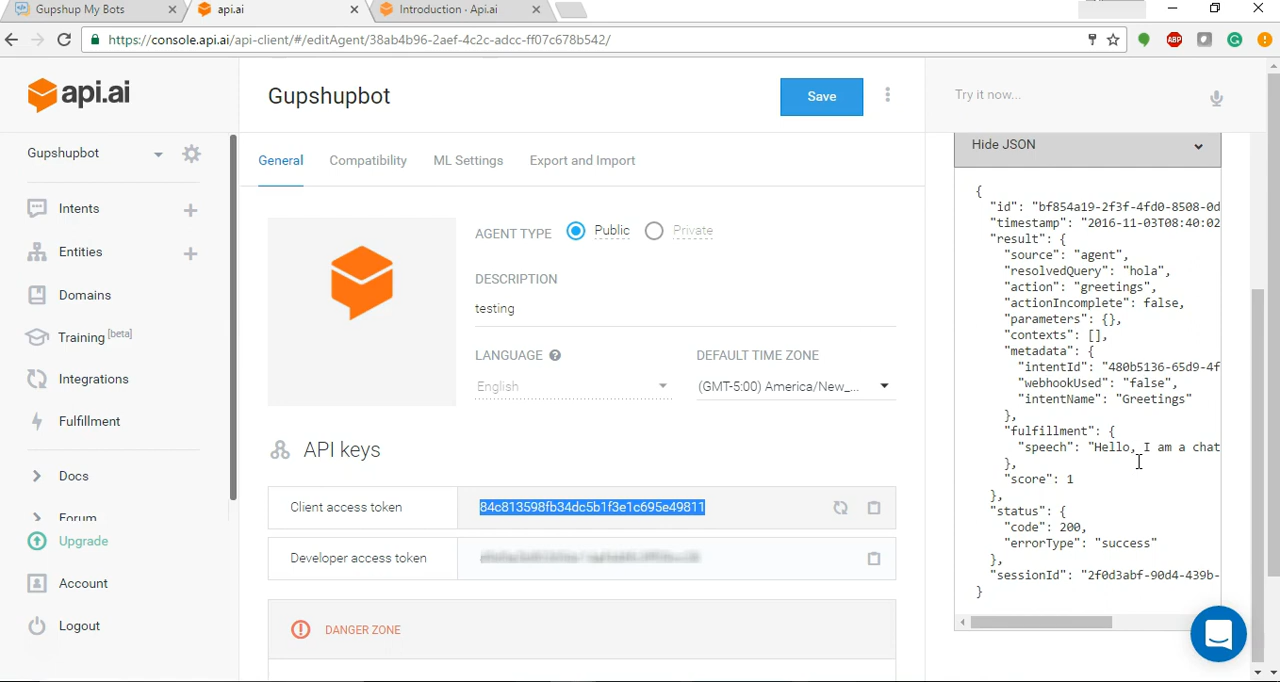 Gupshup My Bots
api.ai
Introduction · Api.ai
https://console.api.ai/api-client/#/editAgent/38ab4b96-2aef-4c2c-adcc-ff07c678b542/
ABP
api.ai
Gupshupbot
Save
Try it now...
Gupshupbot
General
Compatibility
ML Settings
Export and Import
Intents
Entities
Domains
Training [beta]
Integrations
Fulfillment
Docs
Forum
Upgrade
Account
Logout
AGENT TYPE
Public
Private
DESCRIPTION
testing
LANGUAGE
DEFAULT TIME ZONE
English
(GMT-5:00) America/New_...
API keys
Client access token
84c813598fb34dc5b1f3e1c695e49811
Developer access token
DANGER ZONE
Hide JSON
{
"id": "bf854a19-2f3f-4fd0-8508-0d
"timestamp": "2016-11-03T08:40:02
"result": {
"source": "agent",
"resolvedQuery": "hola",
"action": "greetings",
"actionIncomplete": false,
"parameters": {},
"contexts": [],
"metadata": {
"intentId": "480b5136-65d9-4f
"webhookUsed": "false",
"intentName": "Greetings"
},
"fulfillment": {
"speech": "Hello, I am a chat
},
"score": 1
},
"status": {
"code": 200,
"errorType": "success"
},
"sessionId": "2f0d3abf-90d4-439b-
}